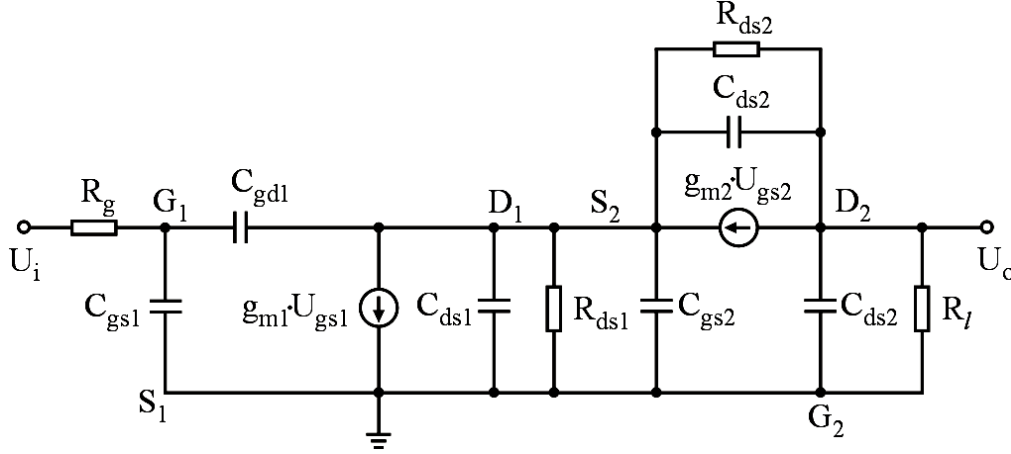 R_ds2
C_ds2
g_m2·U_gs2
R_g
G_1
C_gd1
D_1
S_2
D_2
U_i
U_o
C_gs1
g_m1·U_gs1
C_ds1
R_ds1
C_gs2
C_ds2
R_l
S_1
G_2